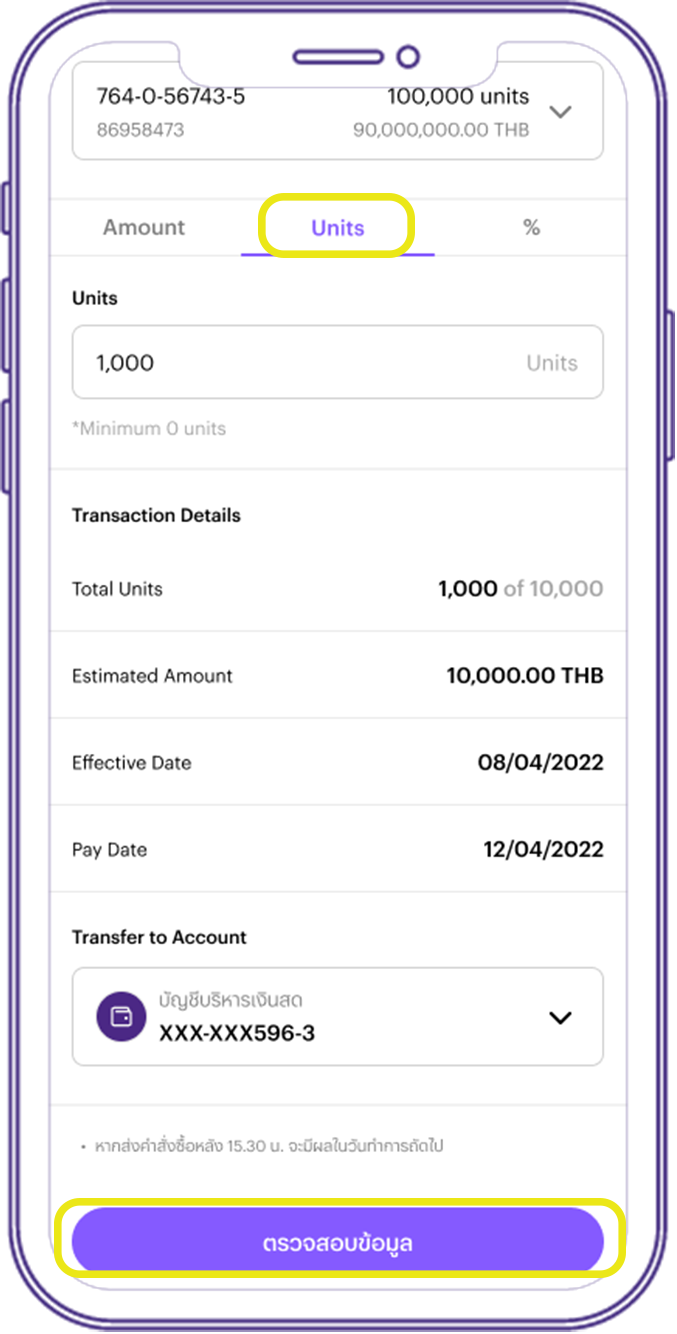 764-0-56743-5 100,000 units
86958473 90,000,000.00 THB
Amount Units %
Units
1,000 Units
*Minimum 0 units
Transaction Details
Total Units 1,000 of 10,000
Estimated Amount 10,000.00 THB
Effective Date 08/04/2022
Pay Date 12/04/2022
Transfer to Account
บัญชีบริหารเงินสด
XXX-XXX596-3
• หากส่งคำสั่งซื้อหลัง 15.30 น. จะมีผลในวันทำการถัดไป
ตรวจสอบข้อมูล